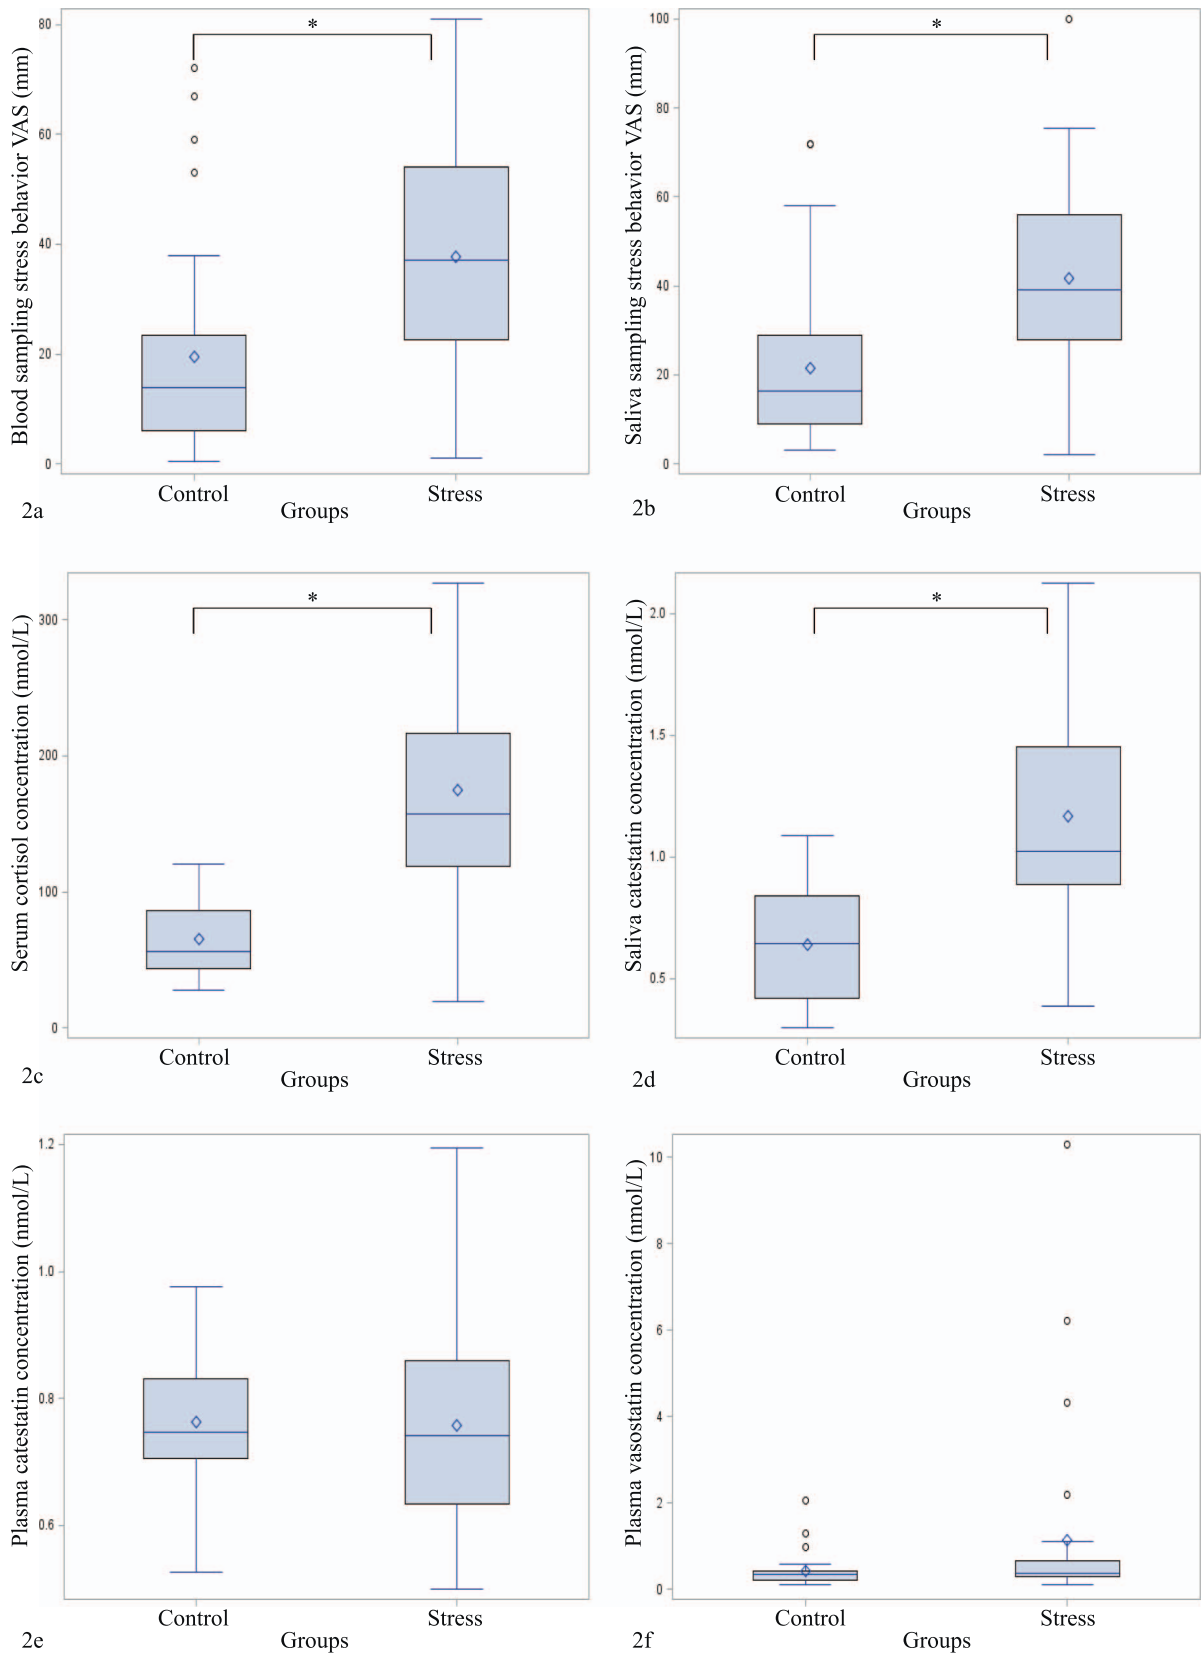 Blood sampling stress behavior VAS (mm)
80
60
40
20
0
*
Control
Stress
Groups
2a
Saliva sampling stress behavior VAS (mm)
100
80
60
40
20
0
*
Control
Stress
Groups
2b
Serum cortisol concentration (nmol/L)
300
200
100
0
*
Control
Stress
Groups
2c
Saliva catestatin concentration (nmol/L)
2.0
1.5
1.0
0.5
*
Control
Stress
Groups
2d
Plasma catestatin concentration (nmol/L)
1.2
1.0
0.8
0.6
Control
Stress
Groups
2e
Plasma vasostatin concentration (nmol/L)
10
8
6
4
2
0
Control
Stress
Groups
2f